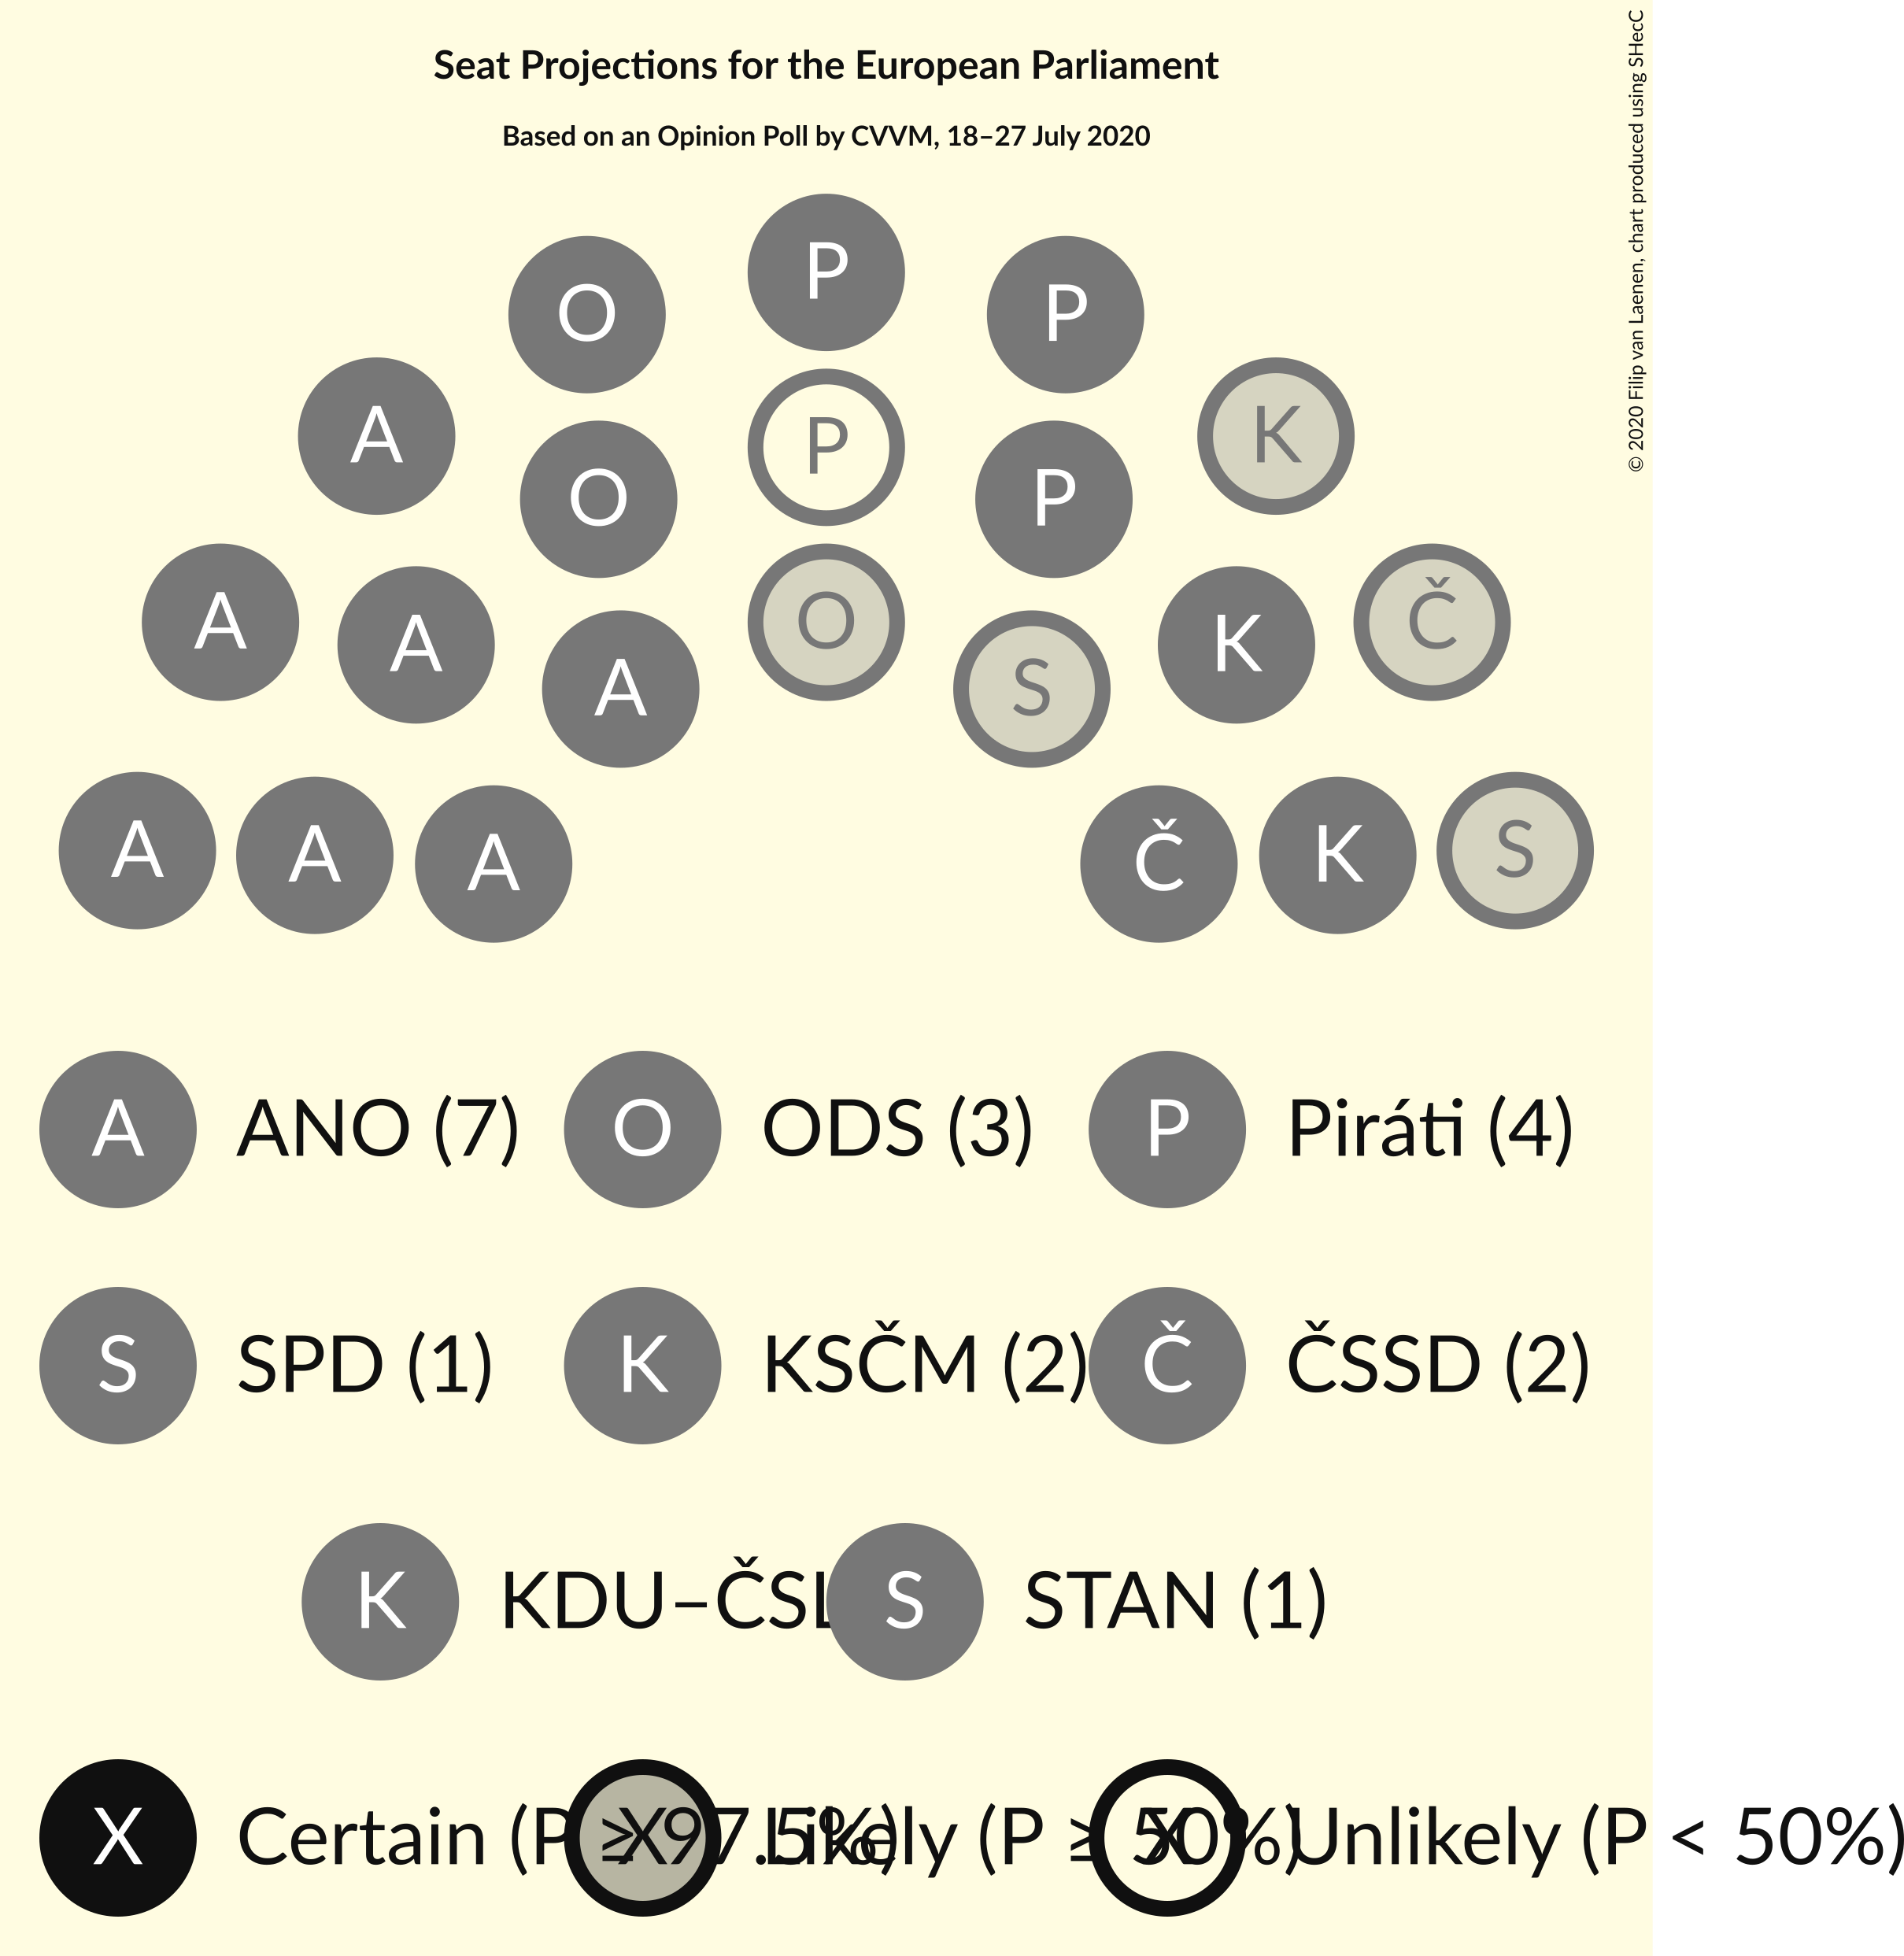 Seat Projections for the European Parliament
Based on an Opinion Poll by CVVM, 18–27 July 2020
© 2020 Filip van Laenen, chart produced using SHecC
P
O P
P
A K
O P
A O Č
A K
A S
A S
A K
A Č
A ANO (7) O ODS (3) P Piráti (4)
S SPD (1) K KSČM (2) Č ČSSD (2)
K KDU–ČSL S STAN (1)
X Certain (P ≥ 97.5%) X Likely (P ≥ 50%) X Unlikely (P < 50%)